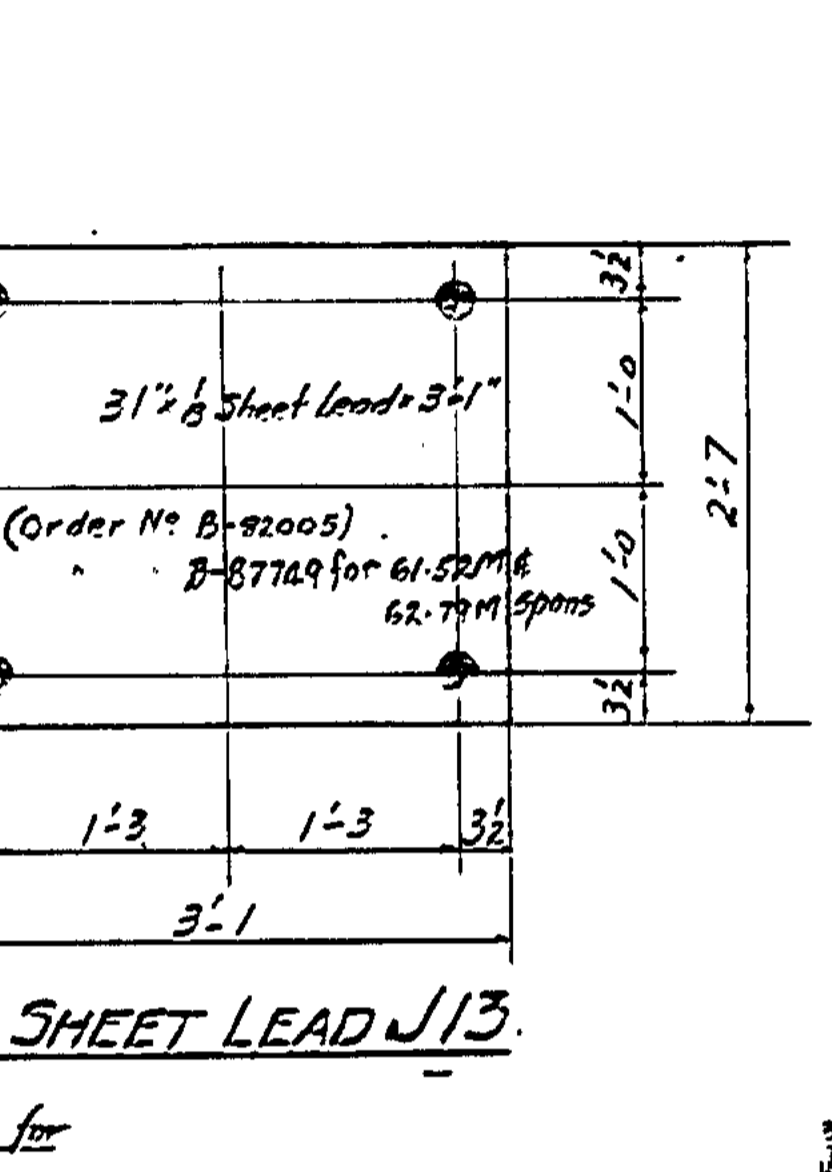 3½
31" x 1/8 Sheet Lead x 3'-1"
1'-0
2'-7
(Order Nº B-82005)
" " B-87749 for 61.52M &
62.79M Spans
1'-0
3½
1'-3 1'-3 3½
3'-1
SHEET LEAD J13.
for